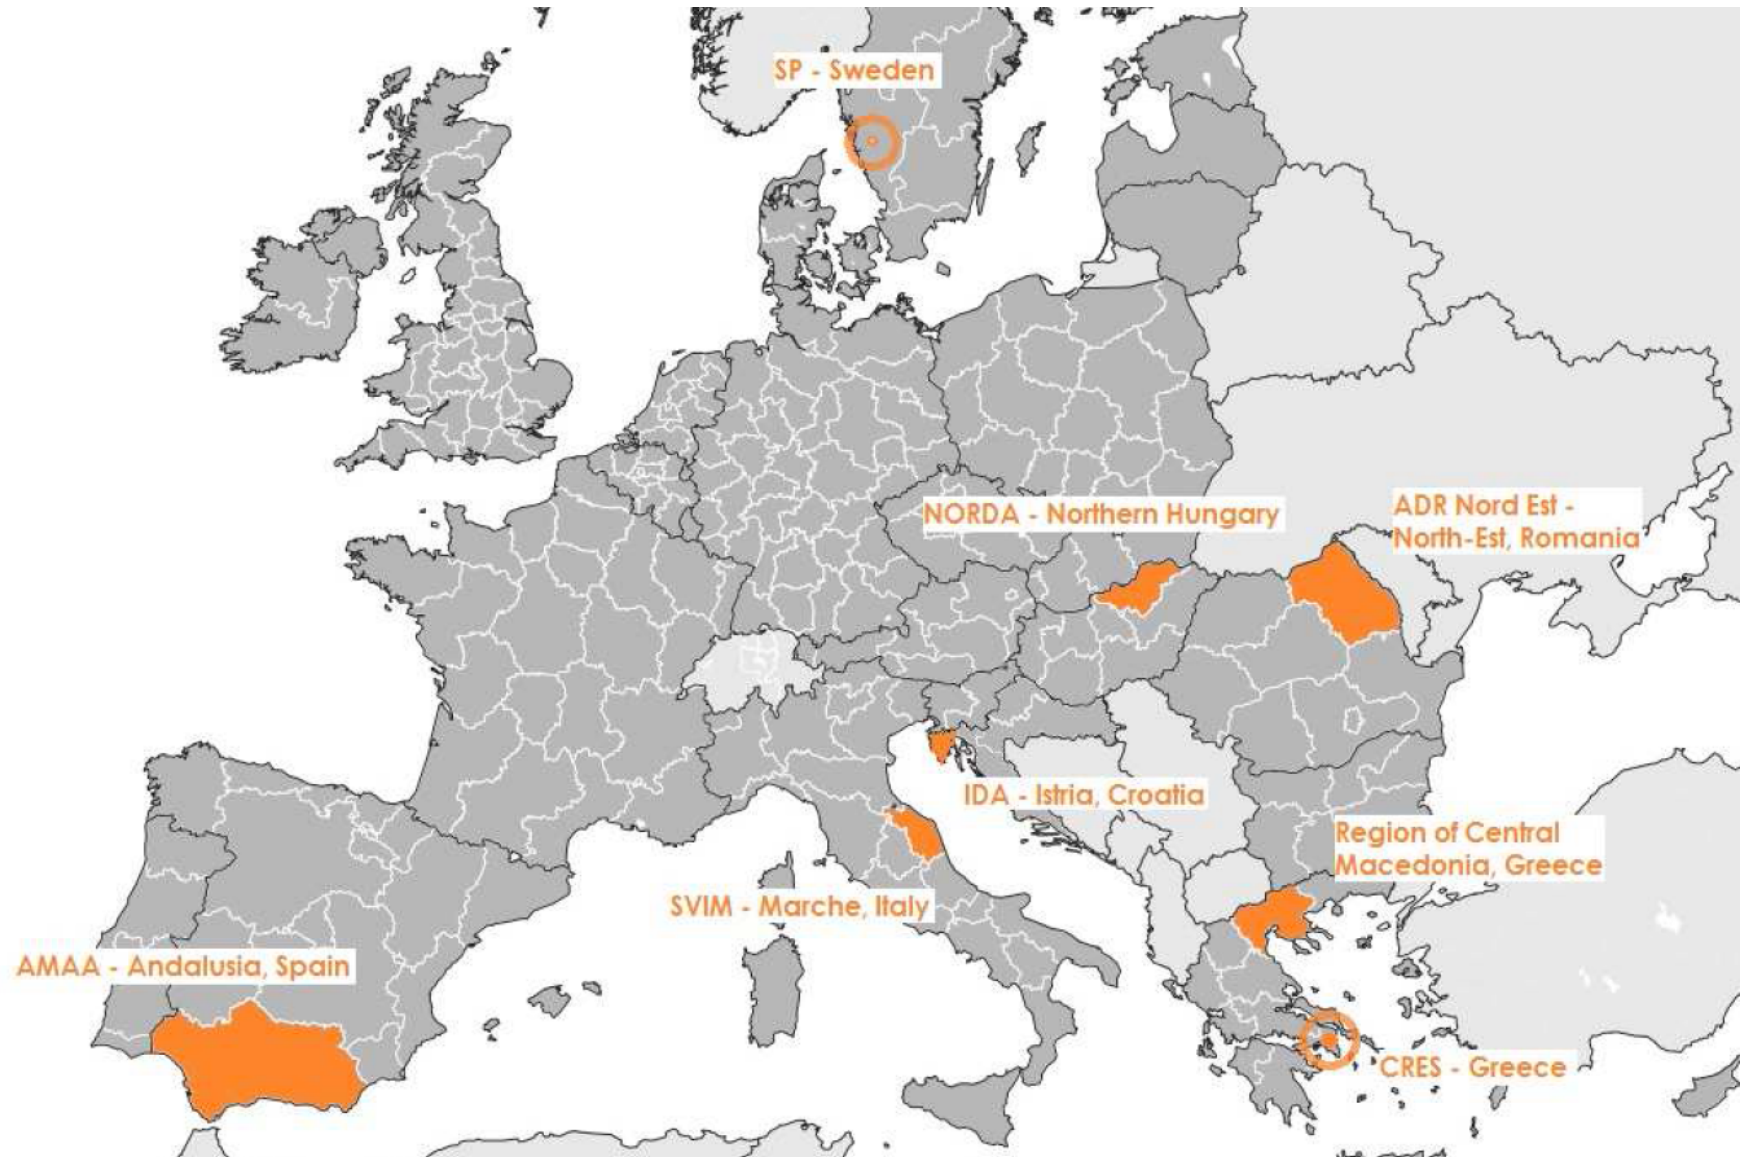 SP - Sweden
NORDA - Northern Hungary
ADR Nord Est -
North-Est, Romania
IDA - Istria, Croatia
Region of Central
Macedonia, Greece
SVIM - Marche, Italy
AMAA - Andalusia, Spain
CRES - Greece